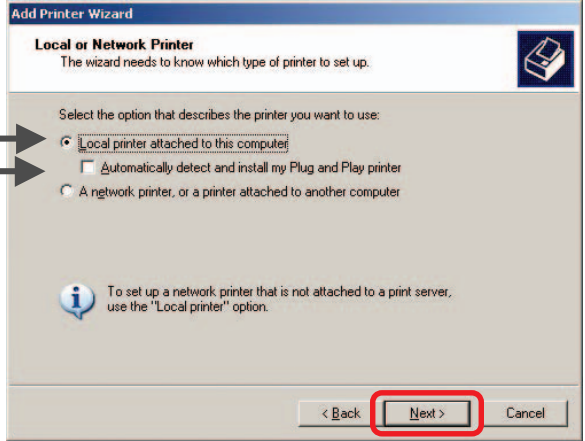 Add Printer Wizard
Local or Network Printer
The wizard needs to know which type of printer to set up.
Select the option that describes the printer you want to use:
Local printer attached to this computer
Automatically detect and install my Plug and Play printer
A network printer, or a printer attached to another computer
To set up a network printer that is not attached to a print server,
use the "Local printer" option.
< Back Next > Cancel